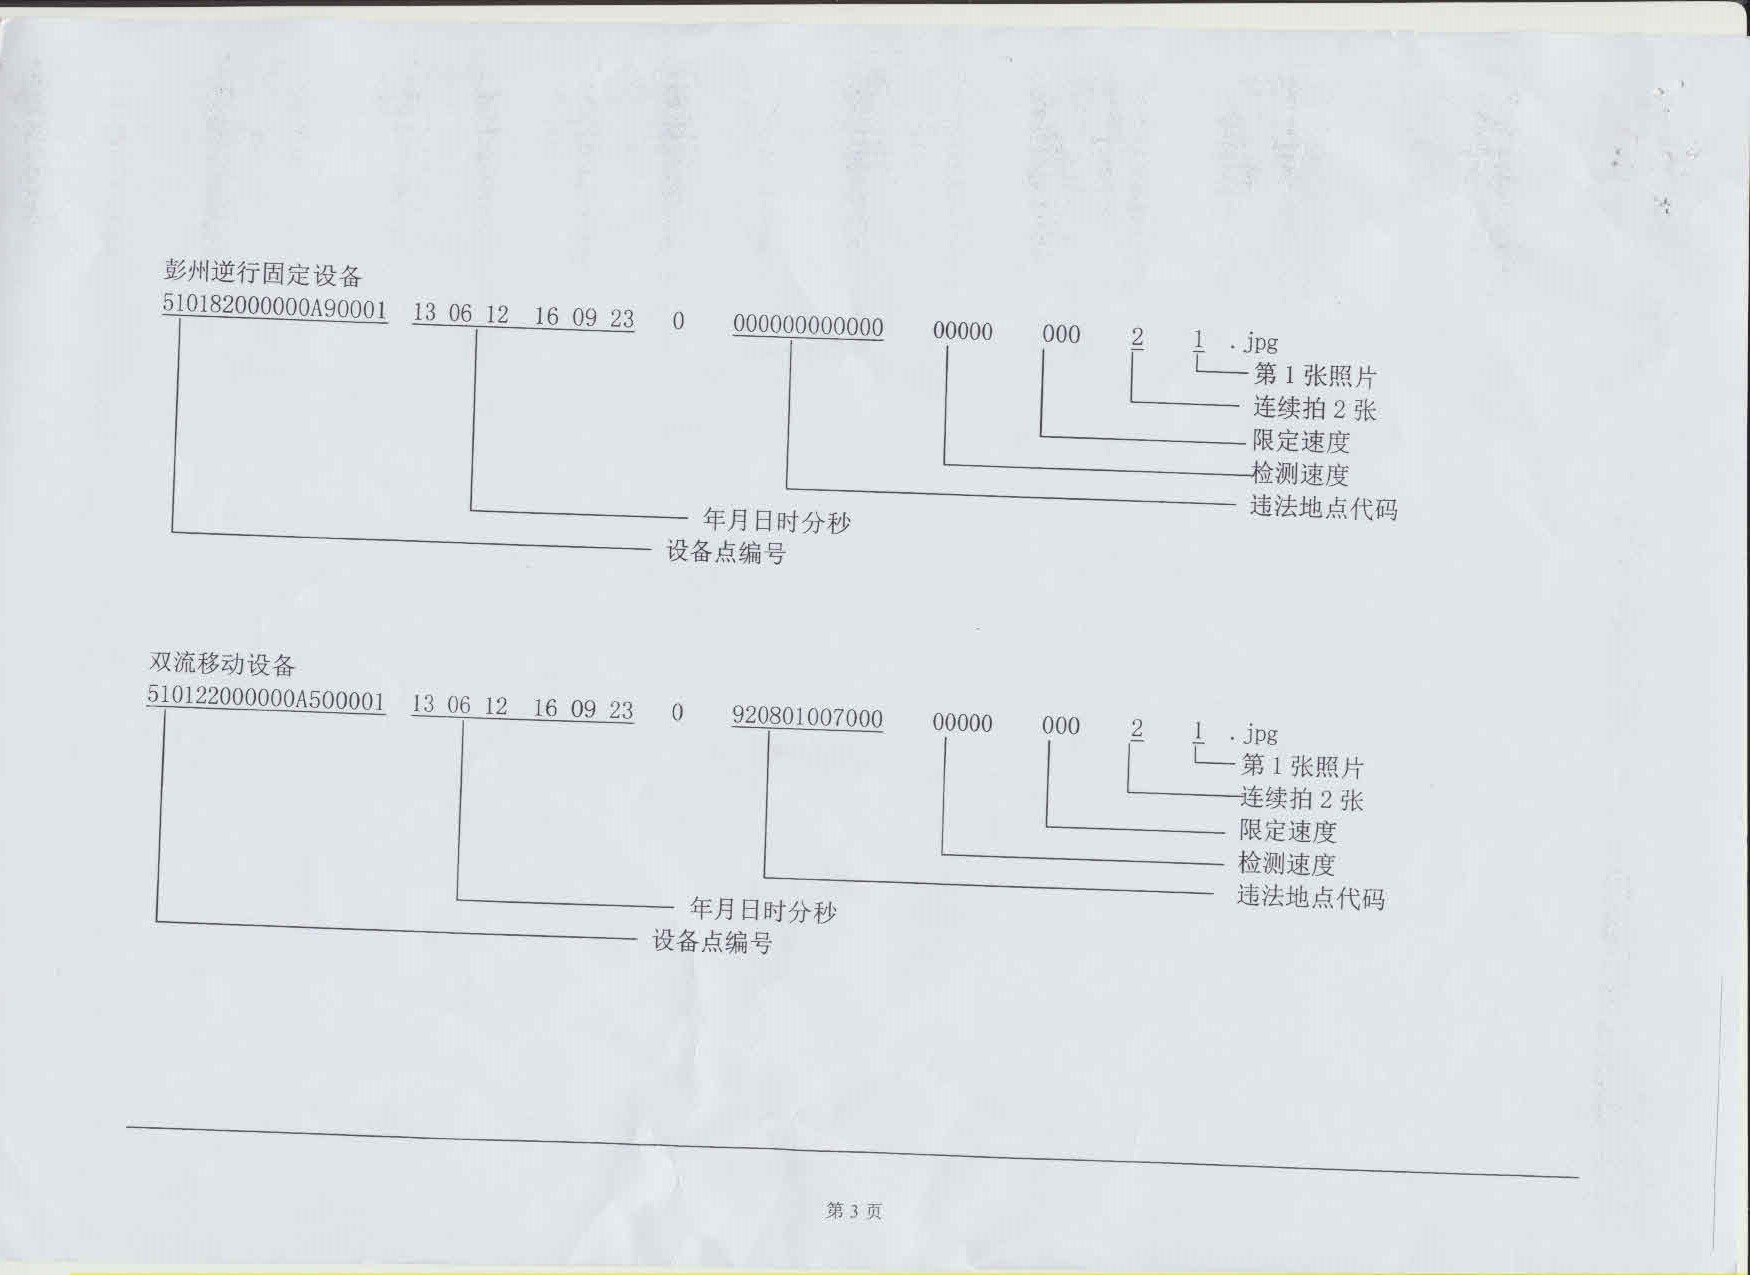 彭州逆行固定设备
510182000000A90001 13 06 12 16 09 23 0 000000000000 00000 000 2 1 .jpg
第1张照片
连续拍2张
限定速度
检测速度
违法地点代码
年月日时分秒
设备点编号
双流移动设备
510122000000A500001 13 06 12 16 09 23 0 920801007000 00000 000 2 1 .jpg
第1张照片
连续拍2张
限定速度
检测速度
违法地点代码
年月日时分秒
设备点编号
第 3 页